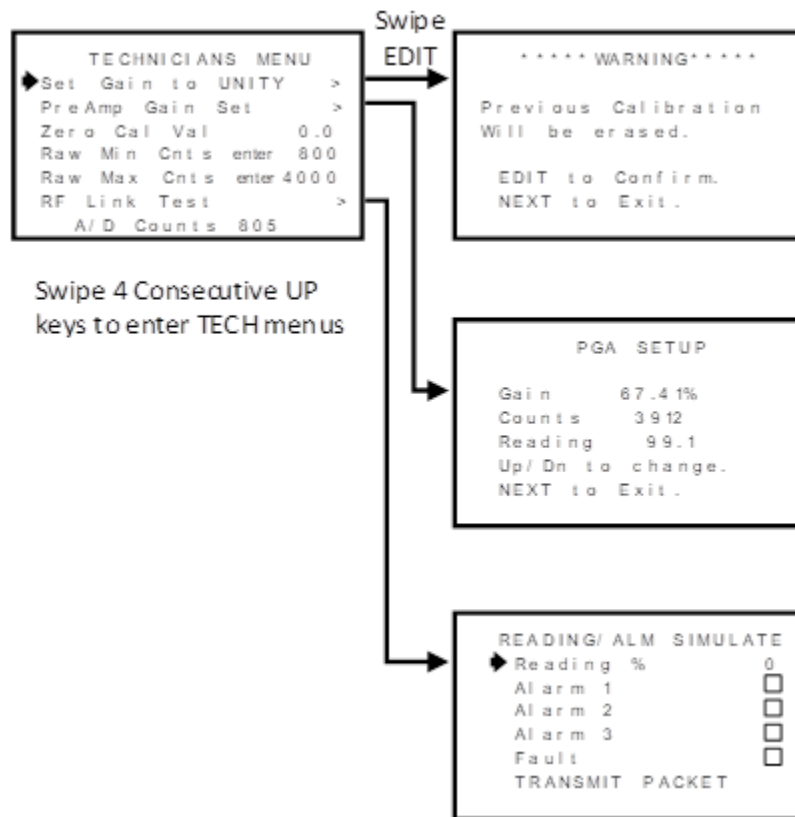 Swipe
EDIT
TECHNICIANS MENU
Set Gain to UNITY >
PreAmp Gain Set >
Zero Cal Val 0.0
Raw Min Cnts enter 800
Raw Max Cnts enter 4000
RF Link Test >
A/D Counts 805
Swipe 4 Consecutive UP
keys to enter TECH menus
*****WARNING*****
Previous Calibration
Will be erased.
EDIT to Confirm.
NEXT to Exit.
PGA SETUP
Gain 67.41%
Counts 3912
Reading 99.1
Up/Dn to change.
NEXT to Exit.
READING/ALM SIMULATE
Reading % 0
Alarm 1
Alarm 2
Alarm 3
Fault
TRANSMIT PACKET